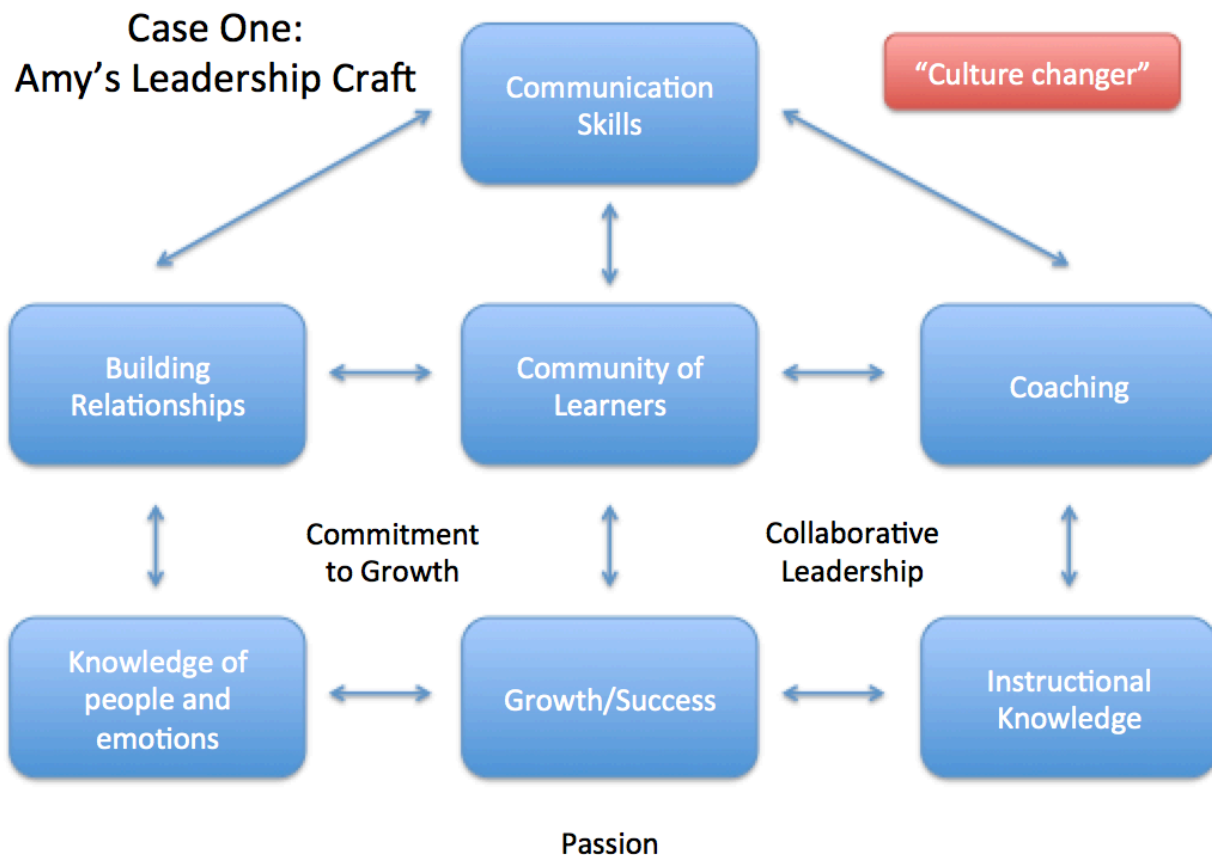 Case One:
Amy’s Leadership Craft
Communication
Skills
“Culture changer”
Building
Relationships
Community of
Learners
Coaching
Commitment
to Growth
Collaborative
Leadership
Knowledge of
people and
emotions
Growth/Success
Instructional
Knowledge
Passion